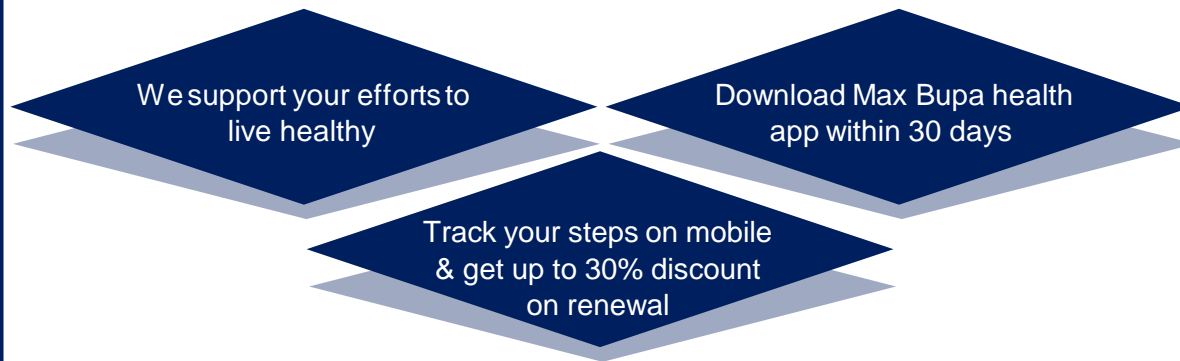 We support your efforts to
live healthy
Download Max Bupa health
app within 30 days
Track your steps on mobile
& get up to 30% discount
on renewal